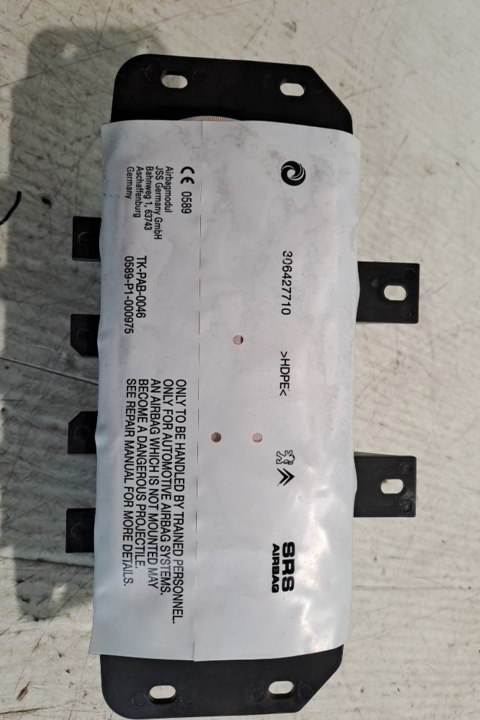 SRS
AIRBAG
>HDPE<
306427710
CE 0589
Airbagmodul
JSS Germany GmbH
Bahnweg 1, 63743
Aschaffenburg
Germany
TK-PAB-0046
0589-P1-000975
ONLY TO BE HANDLED BY TRAINED PERSONNEL.
ONLY FOR AUTOMOTIVE AIRBAG SYSTEMS.
AN AIRBAG WHICH IS NOT MOUNTED MAY
BECOME A DANGEROUS PROJECTILE.
SEE REPAIR MANUAL FOR MORE DETAILS.